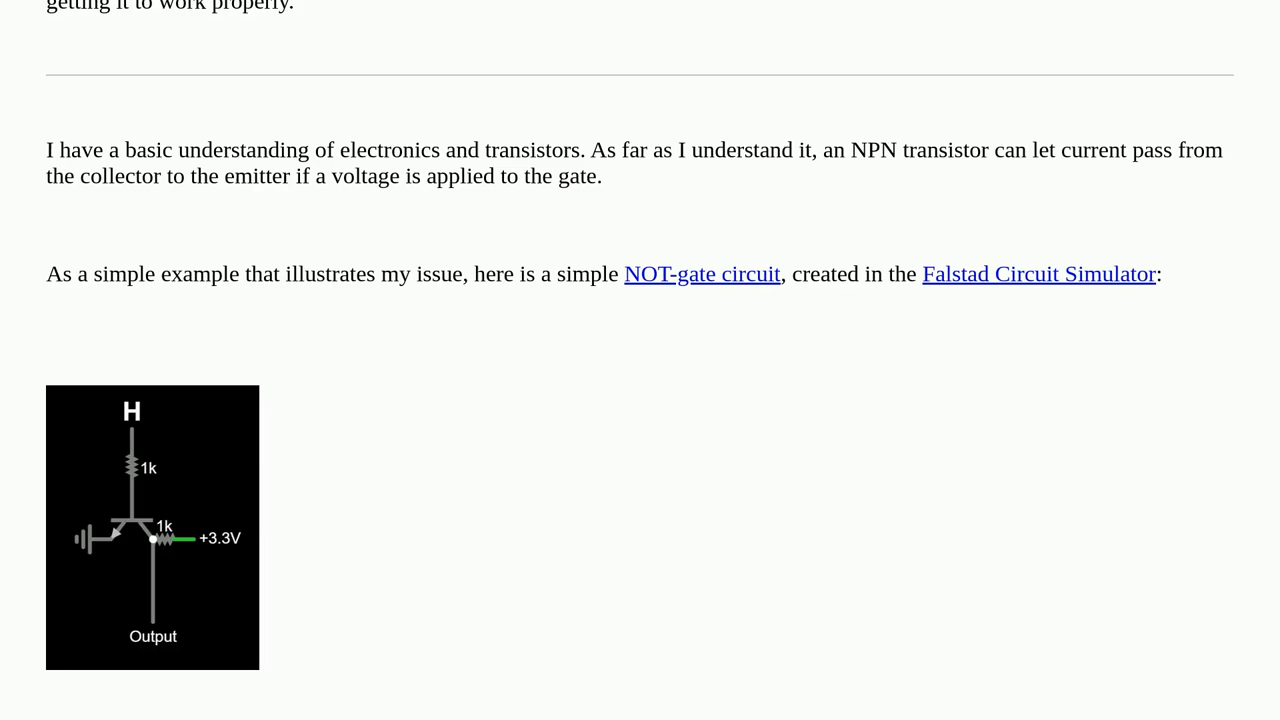 getting it to work properly.
I have a basic understanding of electronics and transistors. As far as I understand it, an NPN transistor can let current pass from
the collector to the emitter if a voltage is applied to the gate.
As a simple example that illustrates my issue, here is a simple NOT-gate circuit, created in the Falstad Circuit Simulator:
H
1k
1k
+3.3V
Output